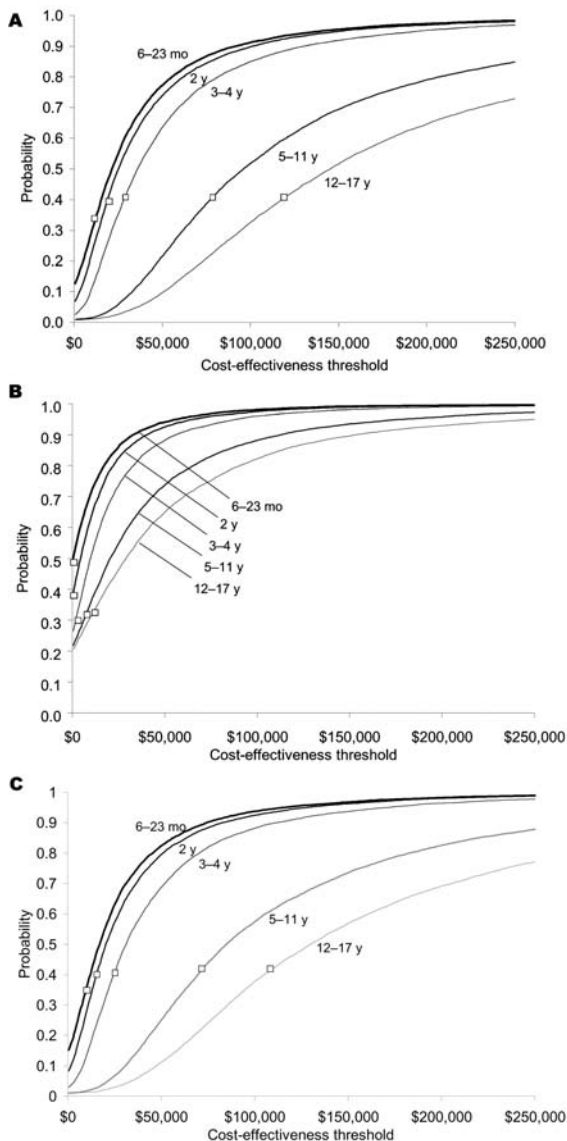 A
1.0
0.9
0.8
0.7
0.6
0.5
0.4
0.3
0.2
0.1
0.0
Probability
6–23 mo
2 y
3–4 y
5–11 y
12–17 y
$0 $50,000 $100,000 $150,000 $200,000 $250,000
Cost-effectiveness threshold
B
1.0
0.9
0.8
0.7
0.6
0.5
0.4
0.3
0.2
0.1
0.0
Probability
6–23 mo
2 y
3–4 y
5–11 y
12–17 y
$0 $50,000 $100,000 $150,000 $200,000 $250,000
Cost-effectiveness threshold
C
1
0.9
0.8
0.7
0.6
0.5
0.4
0.3
0.2
0.1
0
Probability
6–23 mo
2 y
3–4 y
5–11 y
12–17 y
$0 $50,000 $100,000 $150,000 $200,000 $250,000
Cost-effectiveness threshold